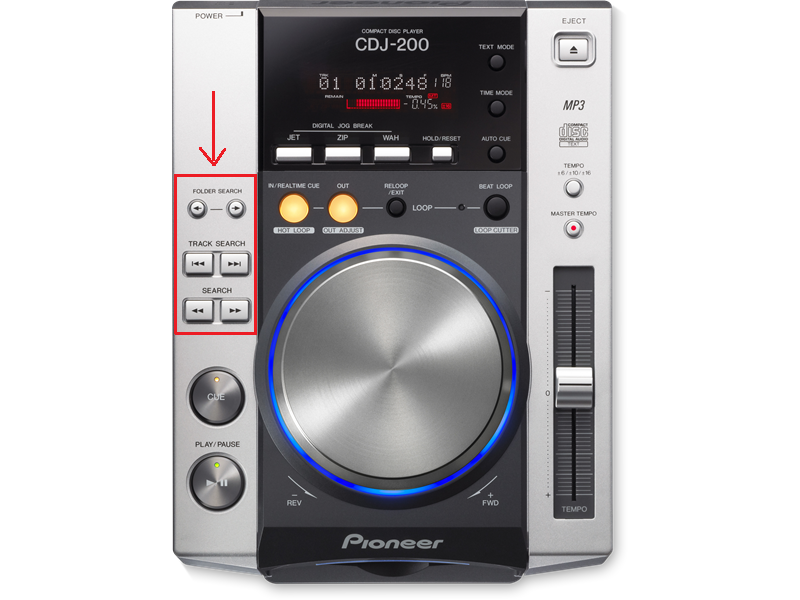 POWER
COMPACT DISC PLAYER
CDJ-200
TEXT MODE
EJECT
TRK
M
S
F
BPM
01 01:02:48 118
REMAIN
TEMPO
-0.45%
TIME MODE
MP3
DIGITAL JOG BREAK
JET ZIP WAH HOLD/RESET
AUTO CUE
COMPACT
disc
DIGITAL AUDIO
TEXT
TEMPO
±6/±10/±16
FOLDER SEARCH
IN/REALTIME CUE OUT RELOOP
/EXIT
BEAT LOOP
LOOP
HOT LOOP OUT ADJUST LOOP CUTTER
MASTER TEMPO
TRACK SEARCH
SEARCH
−
0
+
CUE
PLAY/PAUSE
−
REV
+
FWD
TEMPO
Pioneer